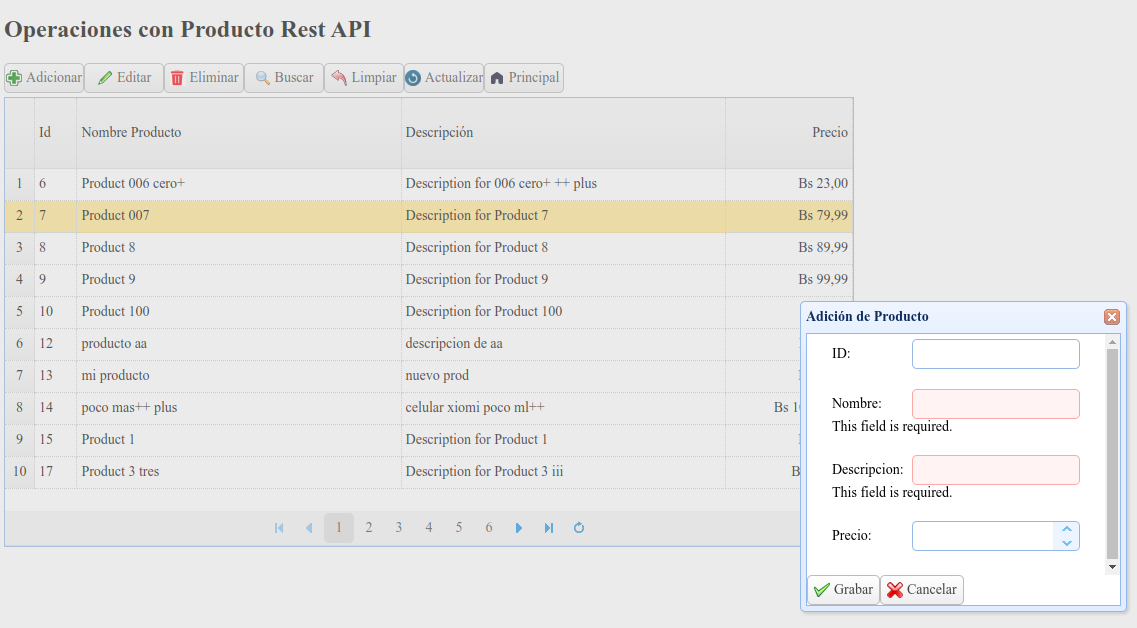 Operaciones con Producto Rest API
Adicionar Editar Eliminar Buscar Limpiar Actualizar Principal
Id Nombre Producto Descripción Precio
1 6 Product 006 cero+ Description for 006 cero+ ++ plus Bs 23,00
2 7 Product 007 Description for Product 7 Bs 79,99
3 8 Product 8 Description for Product 8 Bs 89,99
4 9 Product 9 Description for Product 9 Bs 99,99
5 10 Product 100 Description for Product 100
6 12 producto aa descripcion de aa
7 13 mi producto nuevo prod
8 14 poco mas++ plus celular xiomi poco ml++ Bs
9 15 Product 1 Description for Product 1
10 17 Product 3 tres Description for Product 3 iii
1 2 3 4 5 6
Adición de Producto
ID:
Nombre:
This field is required.
Descripcion:
This field is required.
Precio:
Grabar Cancelar